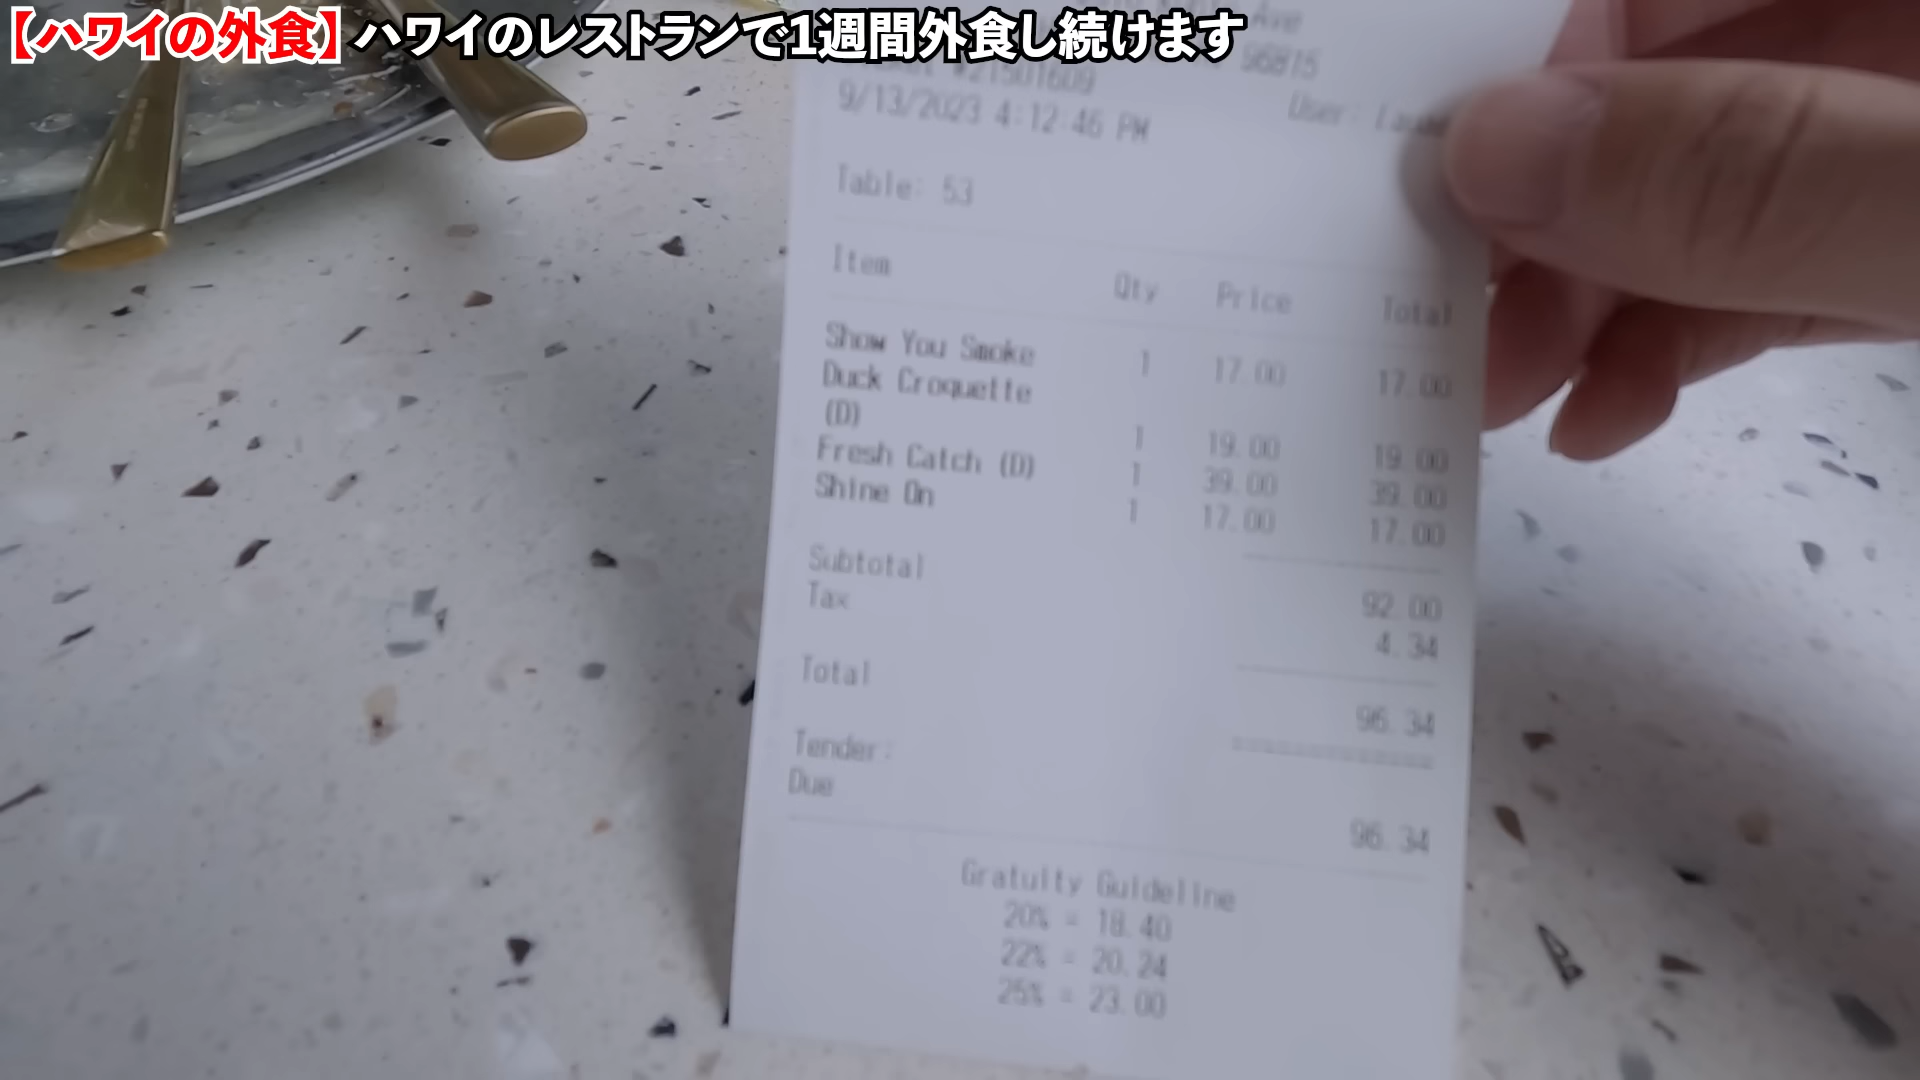 【ハワイの外食】ハワイのレストランで1週間外食し続けます
Ave
96815
#21501609
9/13/2023 4:12:46 PM
User:
Table: 53
Item Qty Price Total
Show You Smoke 1 17.00 17.00
Duck Croquette
(D) 1 19.00 19.00
Fresh Catch (D) 1 39.00 39.00
Shine On 1 17.00 17.00
Subtotal 92.00
Tax 4.34
Total 96.34
Tender:
Due 96.34
Gratuity Guideline
20% = 18.40
22% = 20.24
25% = 23.00